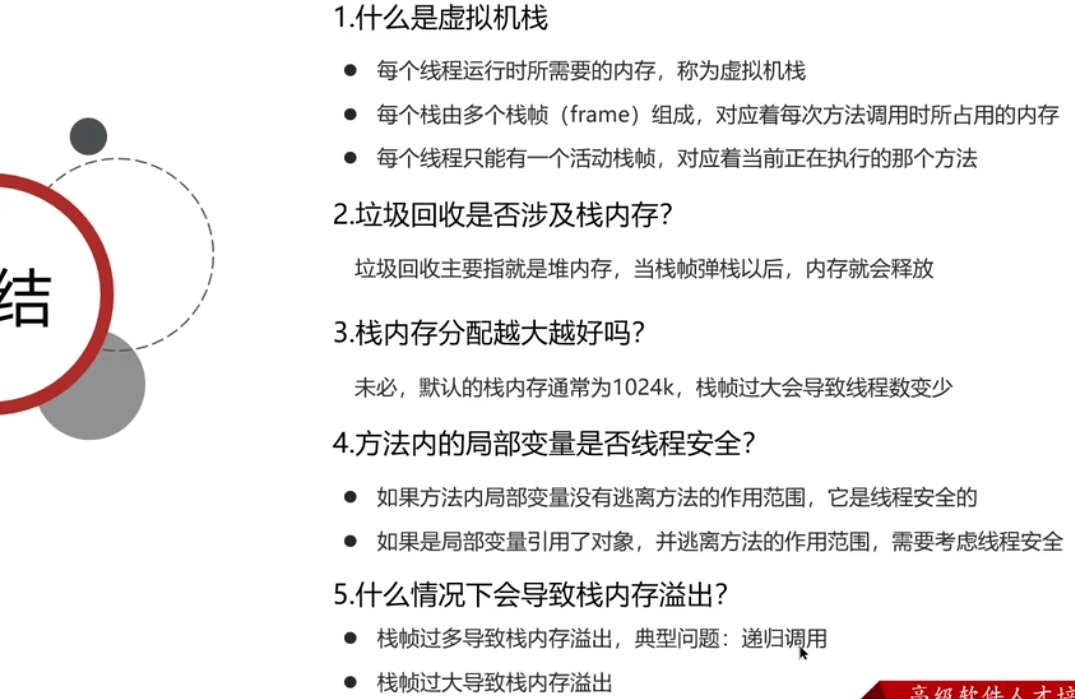 1.什么是虚拟机栈
● 每个线程运行时所需要的内存，称为虚拟机栈
● 每个栈由多个栈帧（frame）组成，对应着每次方法调用时所占用的内存
● 每个线程只能有一个活动栈帧，对应着当前正在执行的那个方法
2.垃圾回收是否涉及栈内存？
垃圾回收主要指就是堆内存，当栈帧弹栈以后，内存就会释放
结
3.栈内存分配越大越好吗？
未必，默认的栈内存通常为1024k，栈帧过大会导致线程数变少
4.方法内的局部变量是否线程安全？
● 如果方法内局部变量没有逃离方法的作用范围，它是线程安全的
● 如果是局部变量引用了对象，并逃离方法的作用范围，需要考虑线程安全
5.什么情况下会导致栈内存溢出？
● 栈帧过多导致栈内存溢出，典型问题：递归调用
● 栈帧过大导致栈内存溢出
高级软件人才培